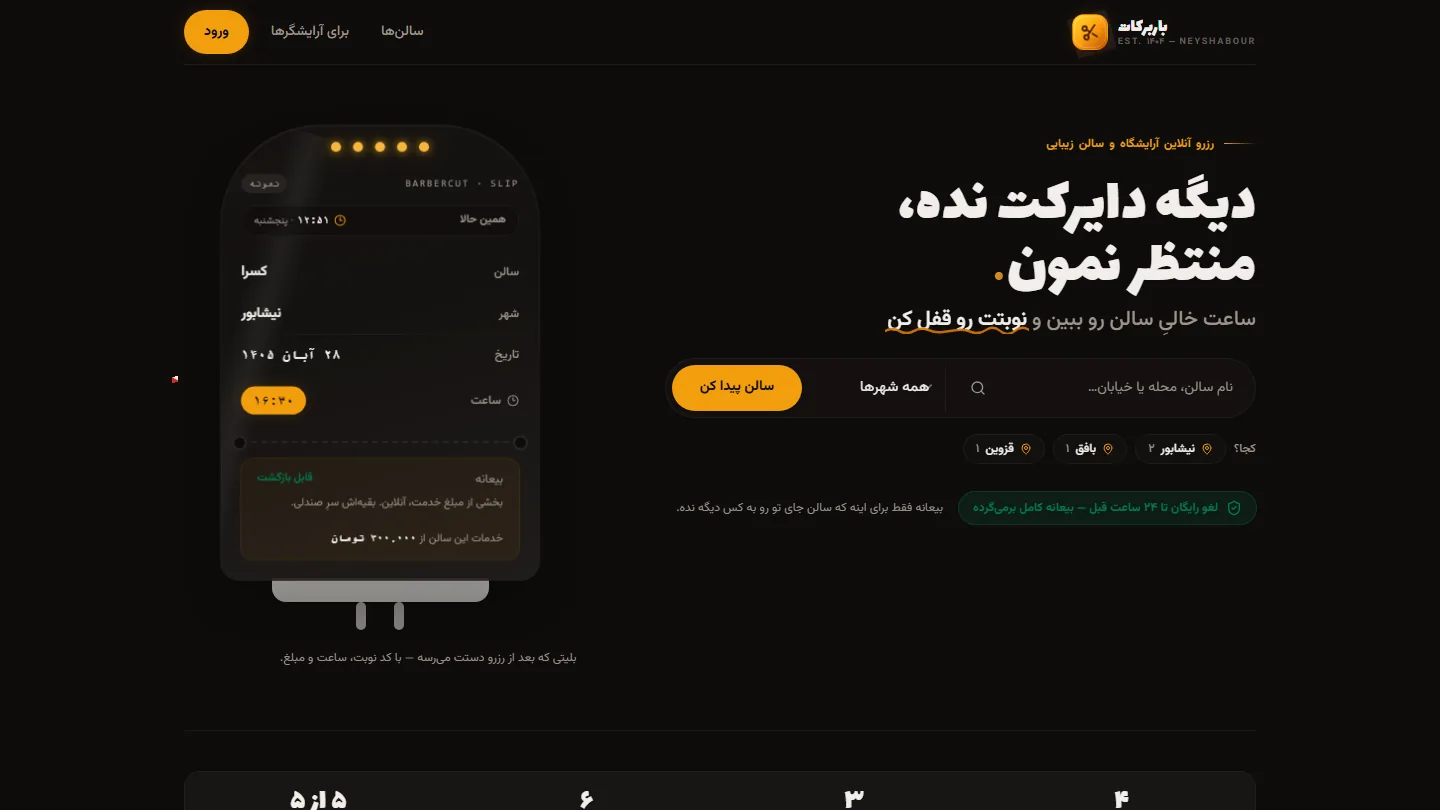 باربرکات
EST. ۱۴۰۴ — NEYSHABOUR
سالن‌ها
برای آرایشگرها
ورود
رزرو آنلاین آرایشگاه و سالن زیبایی
دیگه دایرکت نده،
منتظر نمون.
ساعت خالیِ سالن رو ببین و نوبتت رو قفل کن
نام سالن، محله یا خیابان...
همه شهرها
سالن پیدا کن
کجا؟
نیشابور ۲
بافق ۱
قزوین ۱
لغو رایگان تا ۲۴ ساعت قبل — بیعانه کامل برمی‌گرده
بیعانه فقط برای اینه که سالن جای تو رو به کس دیگه نده.
BARBERCUT · SLIP
نمونه
همین حالا
۱۲:۵۱ · پنجشنبه
سالن
کسرا
شهر
نیشابور
تاریخ
۲۸ آبان ۱۴۰۵
ساعت
۱۶:۳۰
بیعانه
قابل بازگشت
بخشی از مبلغ خدمت، آنلاین. بقیه‌اش سرِ صندلی.
خدمات این سالن از ۳۰۰,۰۰۰ تومان
بلیتی که بعد از رزرو دستت می‌رسه — با کد نوبت، ساعت و مبلغ.
۴
۳
۶
۵ از ۵